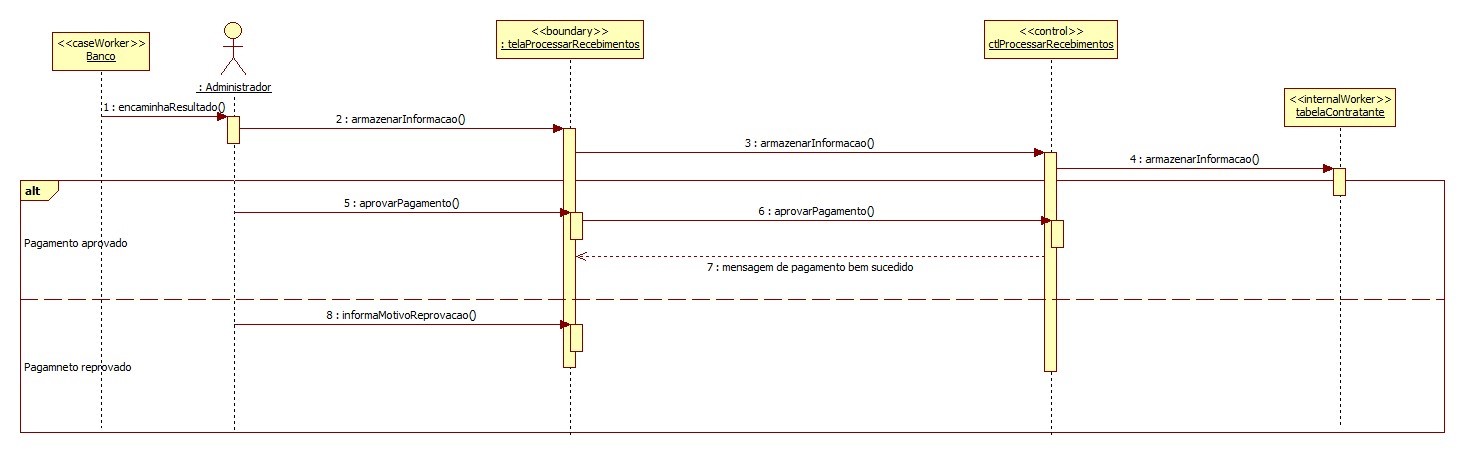 <<caseWorker>>
Banco
: Administrador
<<boundary>>
: telaProcessarRecebimentos
<<control>>
ctlProcessarRecebimentos
<<internalWorker>>
tabelaContratante
1 : encaminhaResultado()
2 : armazenarInformacao()
3 : armazenarInformacao()
4 : armazenarInformacao()
alt
5 : aprovarPagamento()
6 : aprovarPagamento()
Pagamento aprovado
7 : mensagem de pagamento bem sucedido
8 : informaMotivoReprovacao()
Pagamneto reprovado